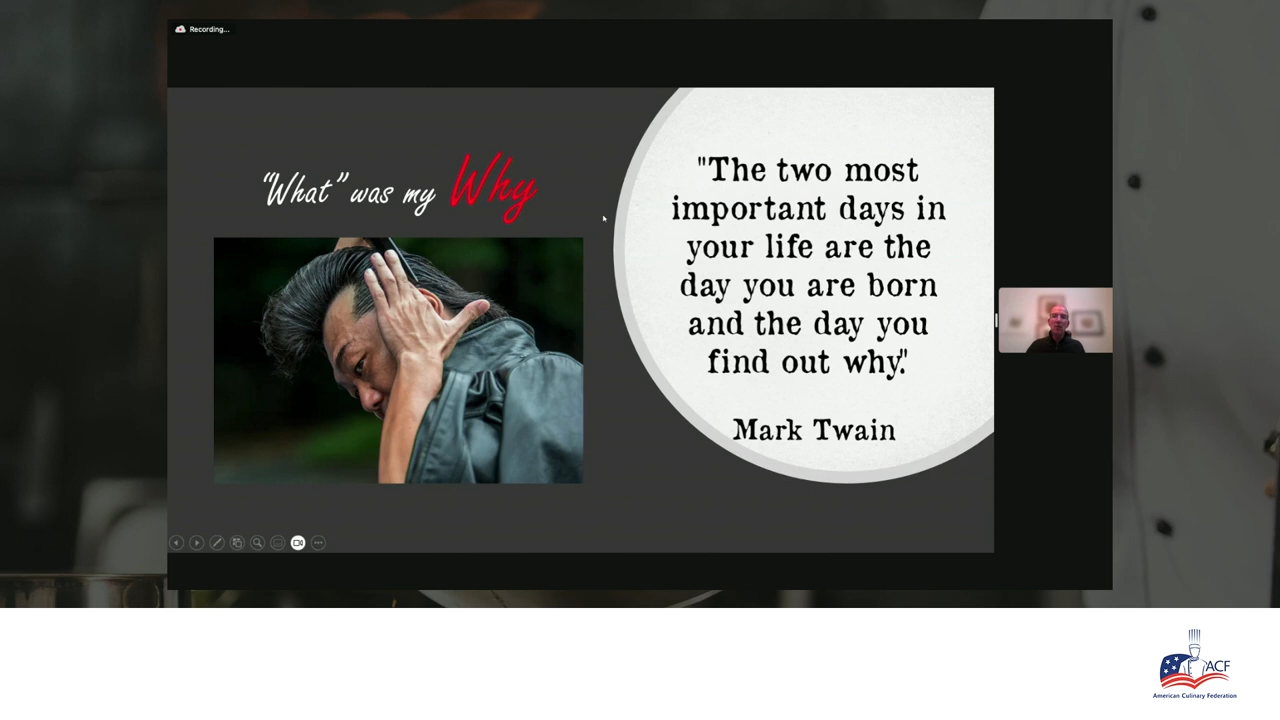 Recording...
“What” was my Why
"The two most
important days in
your life are the
day you are born
and the day you
find out why."
Mark Twain
ACF
American Culinary Federation